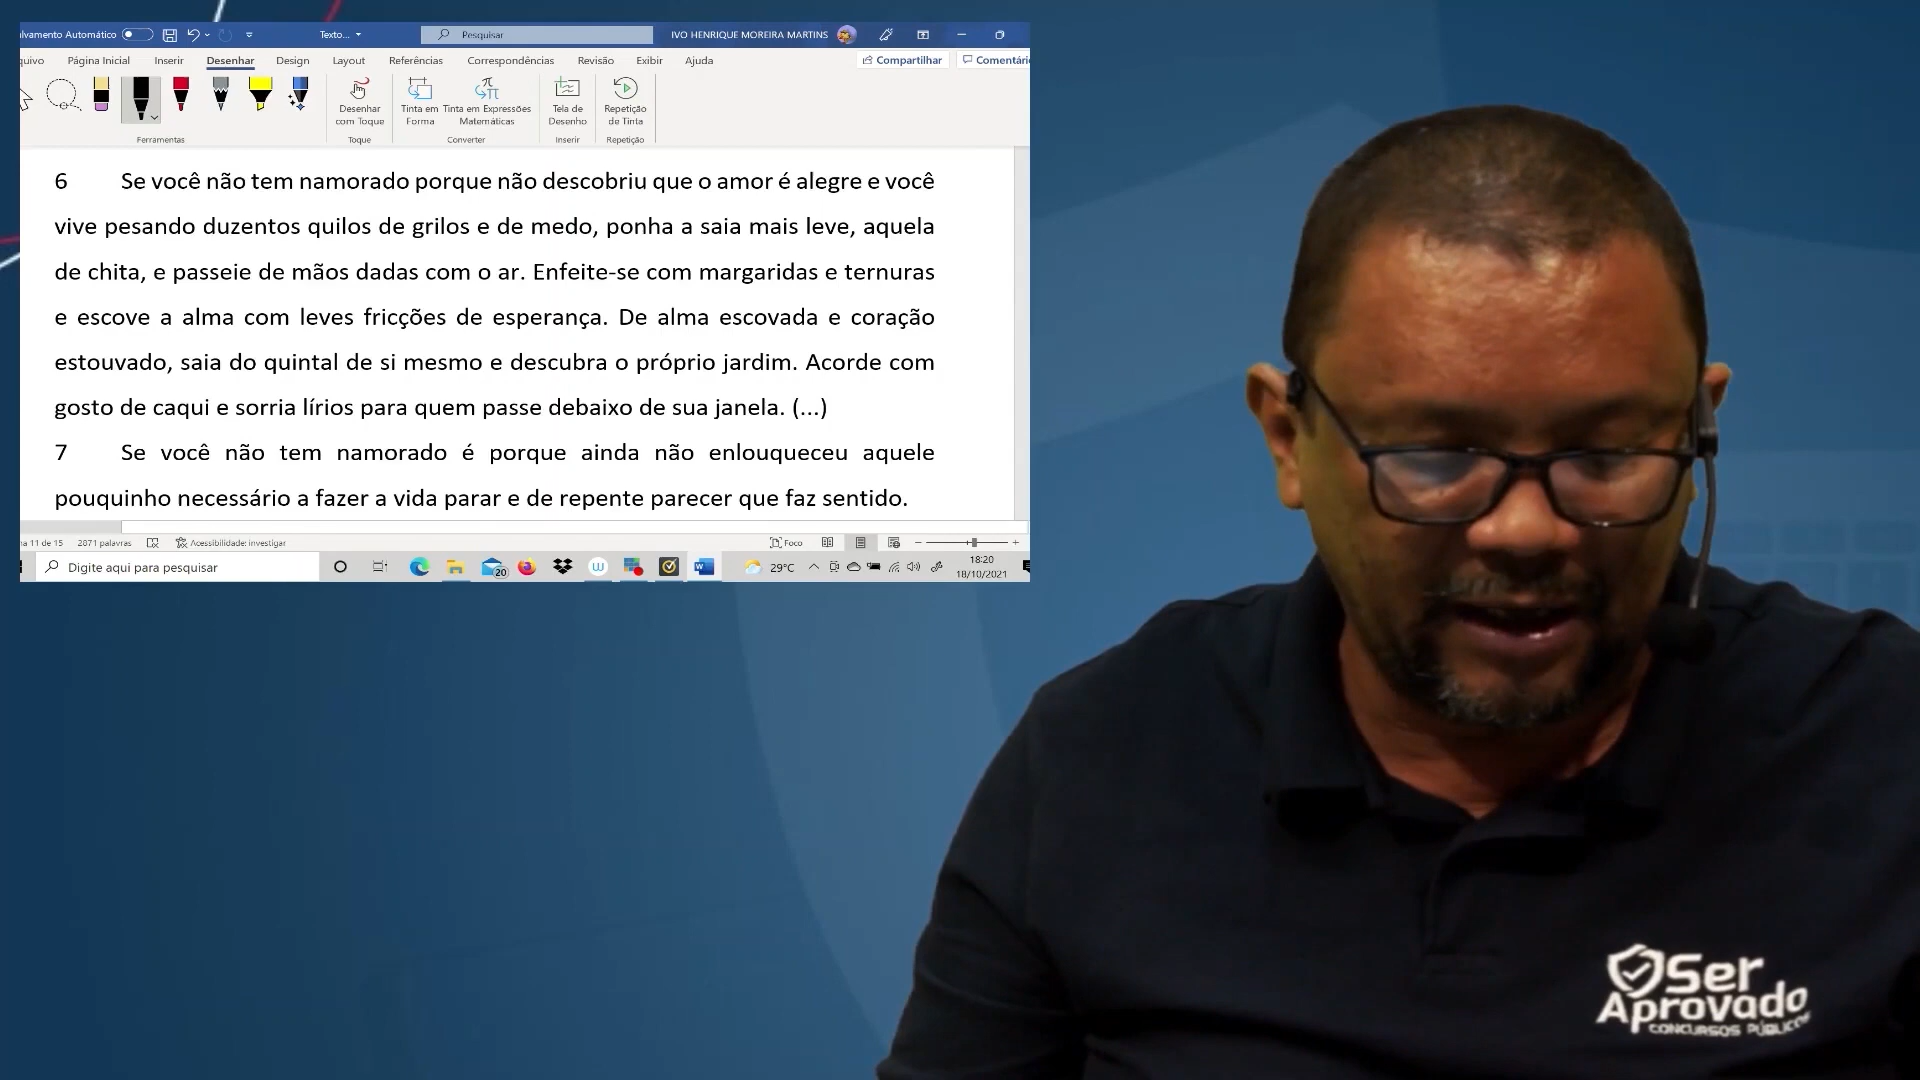 lvamento Automático
Texto...
Pesquisar
IVO HENRIQUE MOREIRA MARTINS
quivo Página Inicial Inserir Desenhar Design Layout Referências Correspondências Revisão Exibir Ajuda
Compartilhar
Comentári
Desenhar com Toque
Tinta em Forma
Tinta em Expressões Matemáticas
Tela de Desenho
Repetição de Tinta
Ferramentas Toque Converter Inserir Repetição
6 Se você não tem namorado porque não descobriu que o amor é alegre e você
vive pesando duzentos quilos de grilos e de medo, ponha a saia mais leve, aquela
de chita, e passeie de mãos dadas com o ar. Enfeite-se com margaridas e ternuras
e escove a alma com leves fricções de esperança. De alma escovada e coração
estouvado, saia do quintal de si mesmo e descubra o próprio jardim. Acorde com
gosto de caqui e sorria lírios para quem passe debaixo de sua janela. (...)
7 Se você não tem namorado é porque ainda não enlouqueceu aquele
pouquinho necessário a fazer a vida parar e de repente parecer que faz sentido.
na 11 de 15 2871 palavras Acessibilidade: investigar Foco
Digite aqui para pesquisar
20
29°C
18:20
18/10/2021
Ser
Aprovado
CONCURSOS PÚBLICOS